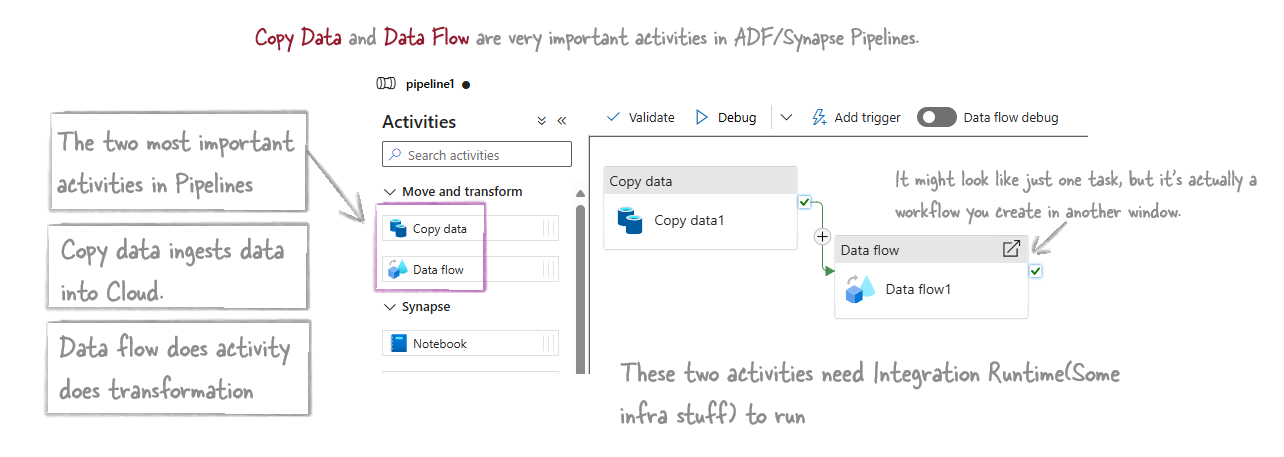 Copy Data and Data Flow are very important activities in ADF/Synapse Pipelines.
pipeline1
The two most important
activities in Pipelines
Copy data ingests data
into Cloud.
Data flow does activity
does transformation
Activities
Search activities
Move and transform
Copy data
Data flow
Synapse
Notebook
Validate
Debug
Add trigger
Data flow debug
Copy data
Copy data1
It might look like just one task, but it's actually a
workflow you create in another window.
Data flow
Data flow1
These two activities need Integration Runtime(Some
infra stuff) to run